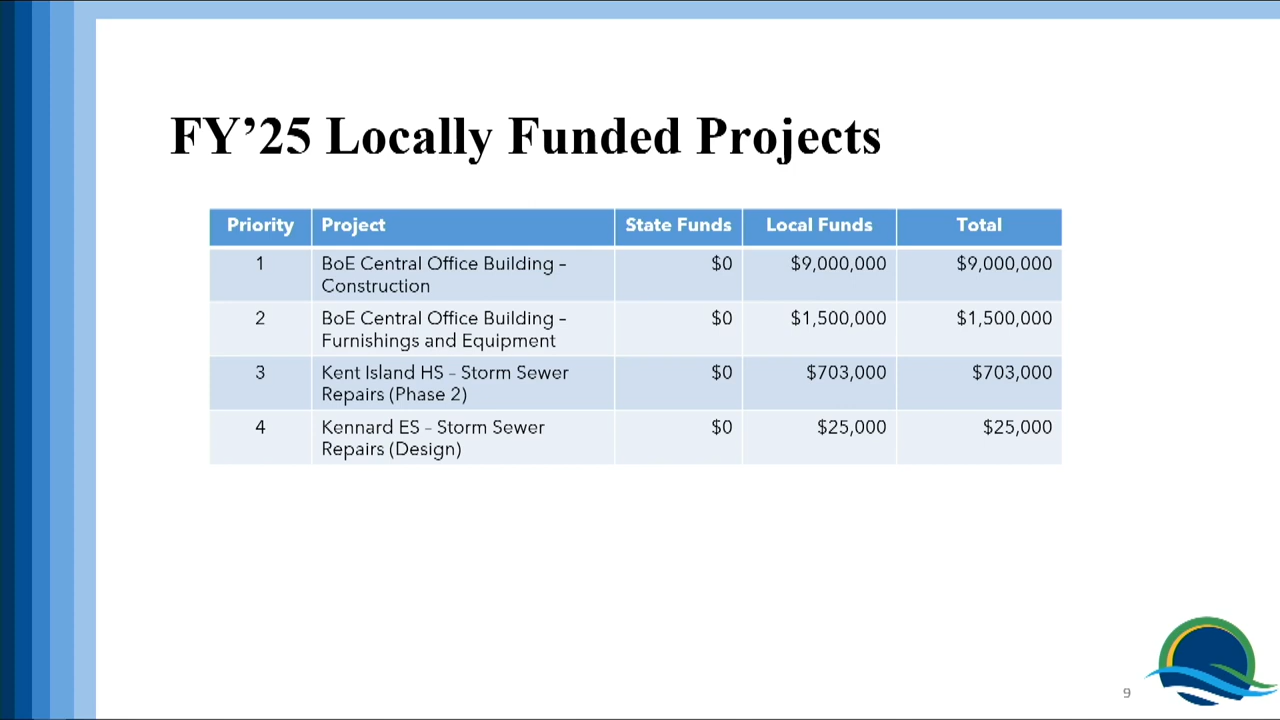 FY’25 Locally Funded Projects
Priority Project State Funds Local Funds Total
1 BoE Central Office Building – $0 $9,000,000 $9,000,000
Construction
2 BoE Central Office Building – $0 $1,500,000 $1,500,000
Furnishings and Equipment
3 Kent Island HS – Storm Sewer $0 $703,000 $703,000
Repairs (Phase 2)
4 Kennard ES – Storm Sewer $0 $25,000 $25,000
Repairs (Design)
9